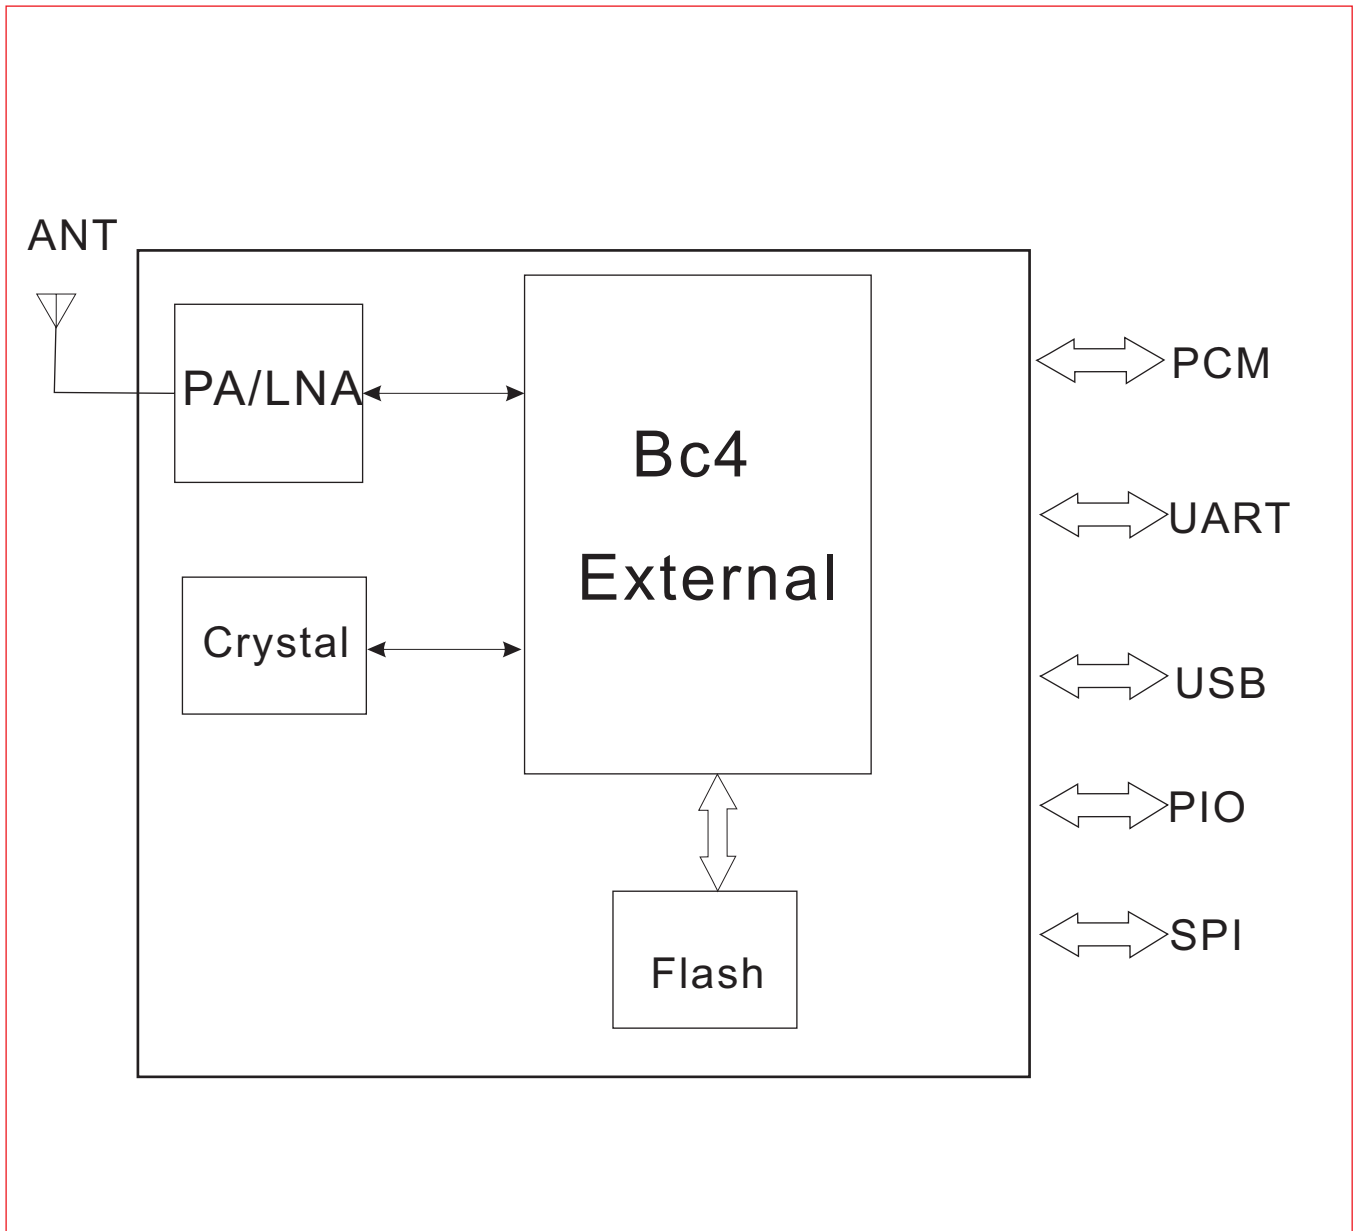 ANT
PA/LNA
Bc4
External
Crystal
Flash
PCM
UART
USB
PIO
SPI